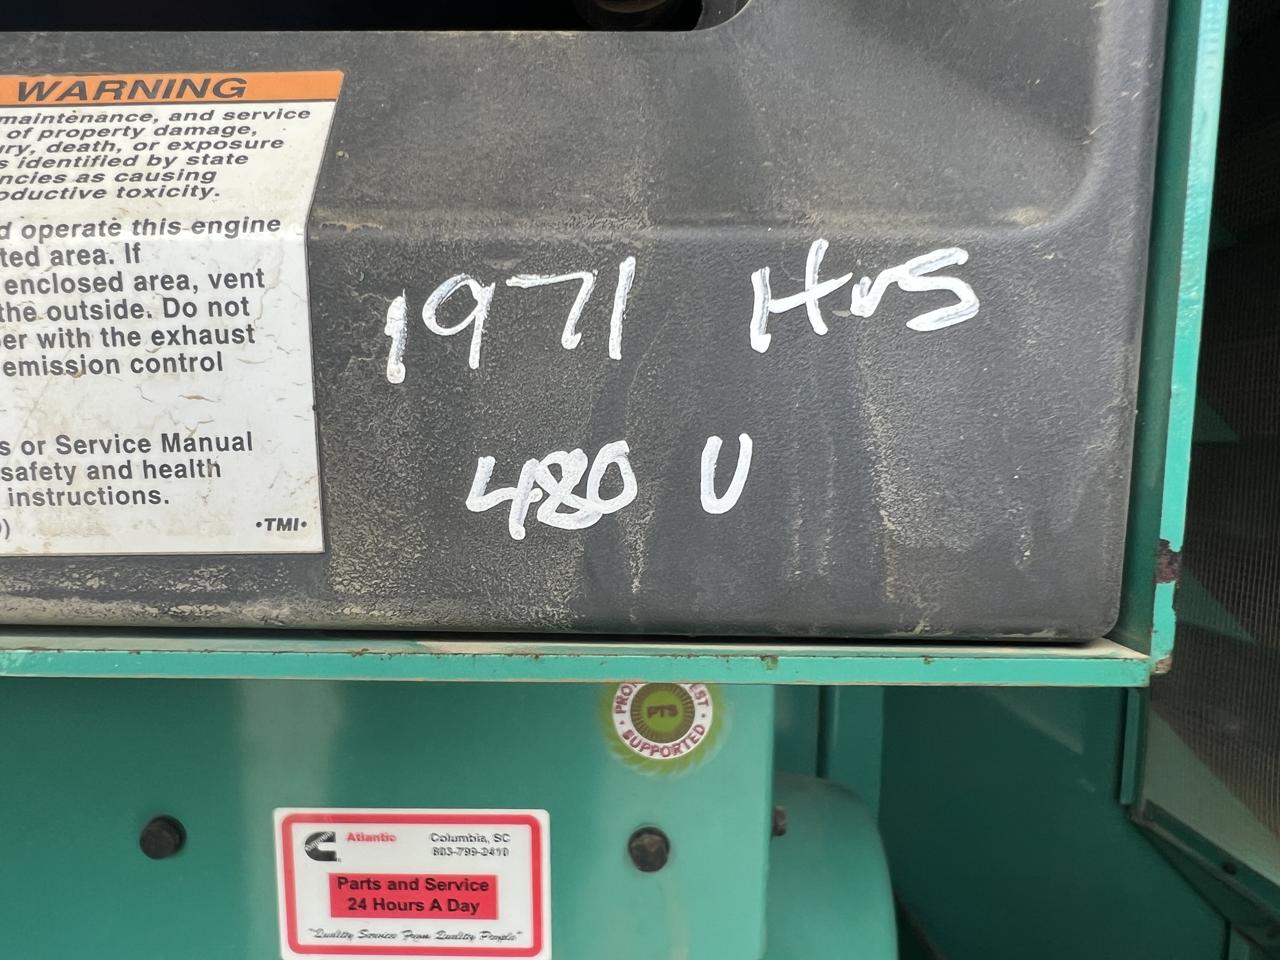 WARNING
maintenance, and service
of property damage,
ury, death, or exposure
s identified by state
ncies as causing
oductive toxicity.
d operate this engine
ted area. If
enclosed area, vent
the outside. Do not
er with the exhaust
emission control
s or Service Manual
safety and health
instructions.
•TMI•
1971 Hrs
480 V
PTS
SUPPORTED
Cummins
Atlantic
Columbia, SC
803-799-2410
Parts and Service
24 Hours A Day
"Quality Service From Quality People"